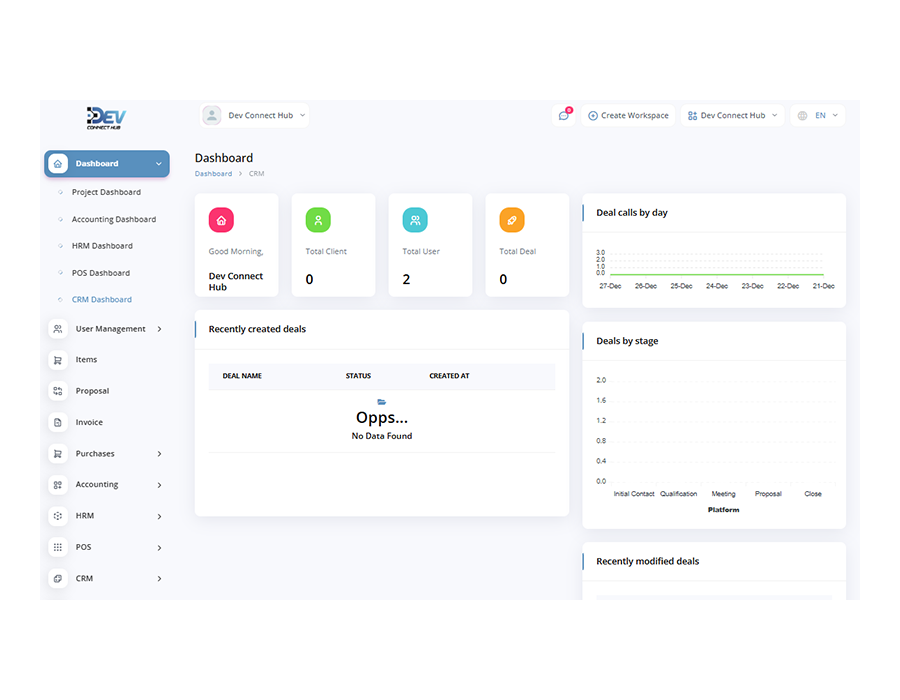 DEV
CONNECT HUB
Dev Connect Hub
Create Workspace
Dev Connect Hub
EN
Dashboard
Project Dashboard
Accounting Dashboard
HRM Dashboard
POS Dashboard
CRM Dashboard
User Management
Items
Proposal
Invoice
Purchases
Accounting
HRM
POS
CRM
Dashboard
Dashboard > CRM
Good Morning,
Dev Connect
Hub
Total Client
0
Total User
2
Total Deal
0
Recently created deals
DEAL NAME STATUS CREATED AT
Opps...
No Data Found
Deal calls by day
3.0
2.0
1.0
0.0
27-Dec 26-Dec 25-Dec 24-Dec 23-Dec 22-Dec 21-Dec
Deals by stage
2.0
1.6
1.2
0.8
0.4
0.0
Initial Contact Qualification Meeting Proposal Close
Platform
Recently modified deals